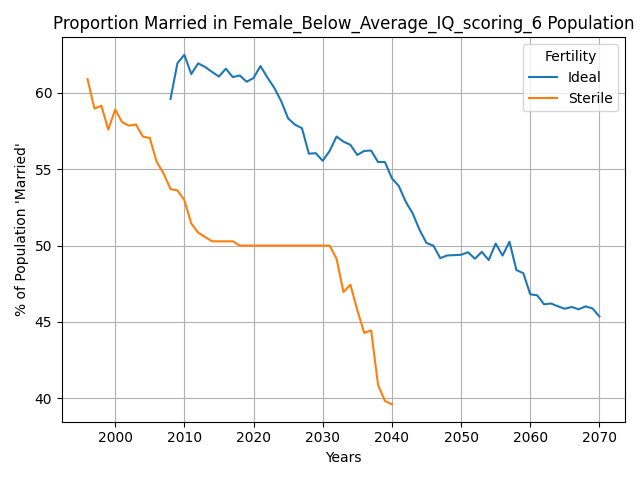 Proportion Married in Female_Below_Average_IQ_scoring_6 Population
% of Population 'Married'
60
55
50
45
40
Fertility
Ideal
Sterile
2000 2010 2020 2030 2040 2050 2060 2070
Years